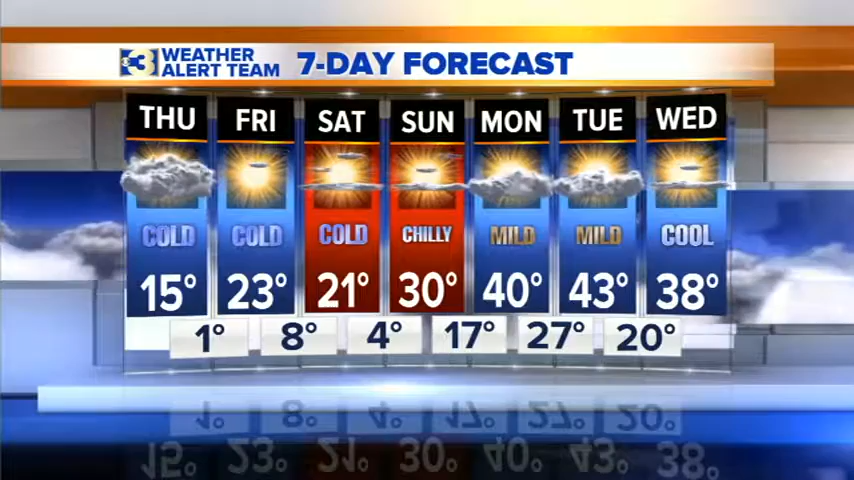 3 WEATHER ALERT TEAM 7-DAY FORECAST
THU FRI SAT SUN MON TUE WED
COLD COLD COLD CHILLY MILD MILD COOL
15° 23° 21° 30° 40° 43° 38°
1° 8° 4° 17° 27° 20°